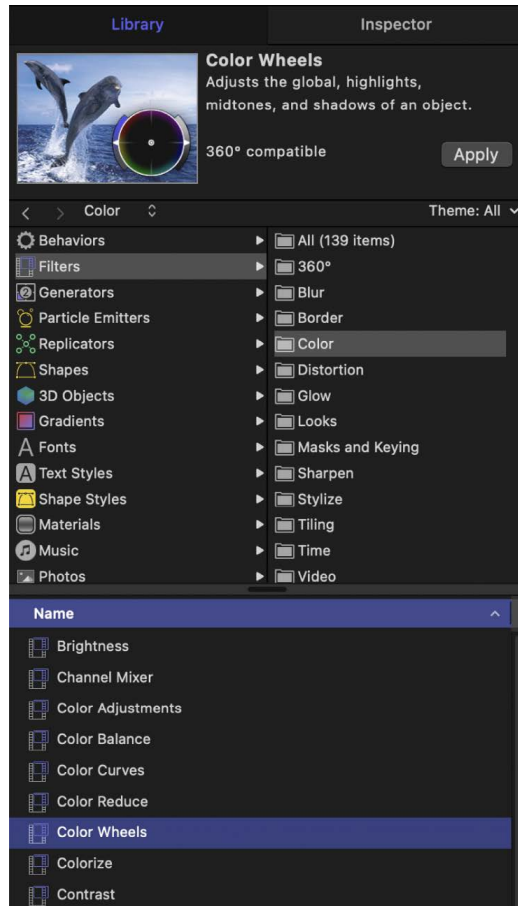 Library Inspector
Color Wheels
Adjusts the global, highlights,
midtones, and shadows of an object.
360° compatible Apply
Color Theme: All
Behaviors All (139 items)
Filters 360°
Generators Blur
Particle Emitters Border
Replicators Color
Shapes Distortion
3D Objects Glow
Gradients Looks
Fonts Masks and Keying
Text Styles Sharpen
Shape Styles Stylize
Materials Tiling
Music Time
Photos Video
Name
Brightness
Channel Mixer
Color Adjustments
Color Balance
Color Curves
Color Reduce
Color Wheels
Colorize
Contrast